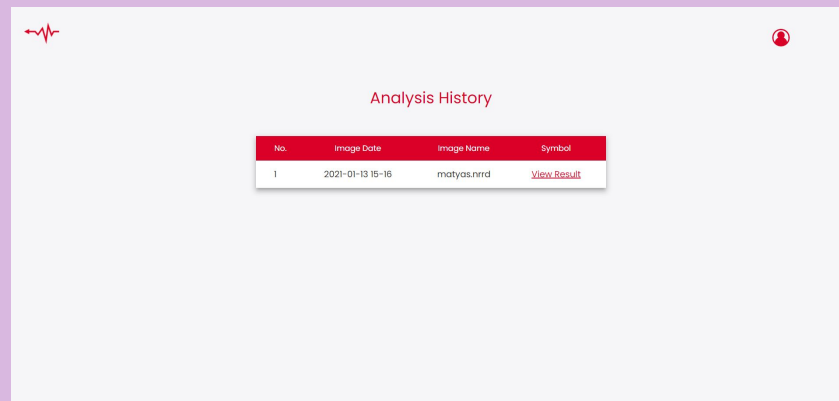 Analysis History
No. Image Date Image Name Symbol
1 2021-01-13 15-16 matyas.nrrd View Result